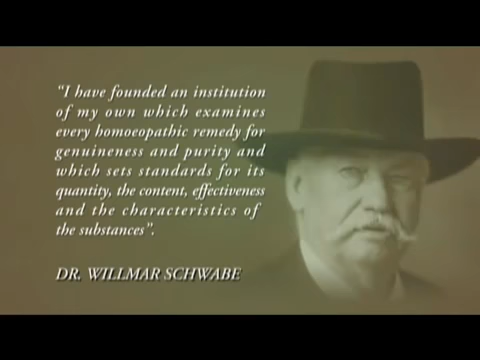 “I have founded an institution
of my own which examines
every homoeopathic remedy for
genuineness and purity and
which sets standards for its
quantity, the content, effectiveness
and the characteristics of
the substances”.
DR. WILLMAR SCHWABE